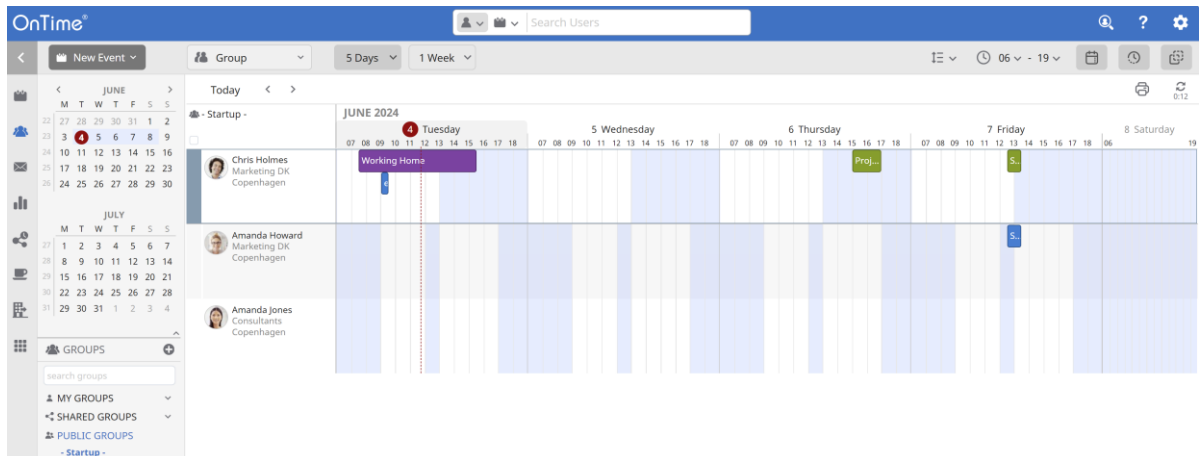 OnTime®
Search Users
New Event
Group
5 Days
1 Week
06 - 19
JUNE
M T W T F S S
22 27 28 29 30 31 1 2
23 3 4 5 6 7 8 9
24 10 11 12 13 14 15 16
25 17 18 19 20 21 22 23
26 24 25 26 27 28 29 30
JULY
M T W T F S S
27 1 2 3 4 5 6 7
28 8 9 10 11 12 13 14
29 15 16 17 18 19 20 21
30 22 23 24 25 26 27 28
31 29 30 31 1 2 3 4
GROUPS
search groups
MY GROUPS
SHARED GROUPS
PUBLIC GROUPS
- Startup -
Today
0:12
- Startup -
JUNE 2024
4 Tuesday
5 Wednesday
6 Thursday
7 Friday
8 Saturday
07 08 09 10 11 12 13 14 15 16 17 18
07 08 09 10 11 12 13 14 15 16 17 18
07 08 09 10 11 12 13 14 15 16 17 18
07 08 09 10 11 12 13 14 15 16 17 18
06 19
Chris Holmes
Marketing DK
Copenhagen
Working Home
e
Proj...
S...
Amanda Howard
Marketing DK
Copenhagen
S...
Amanda Jones
Consultants
Copenhagen